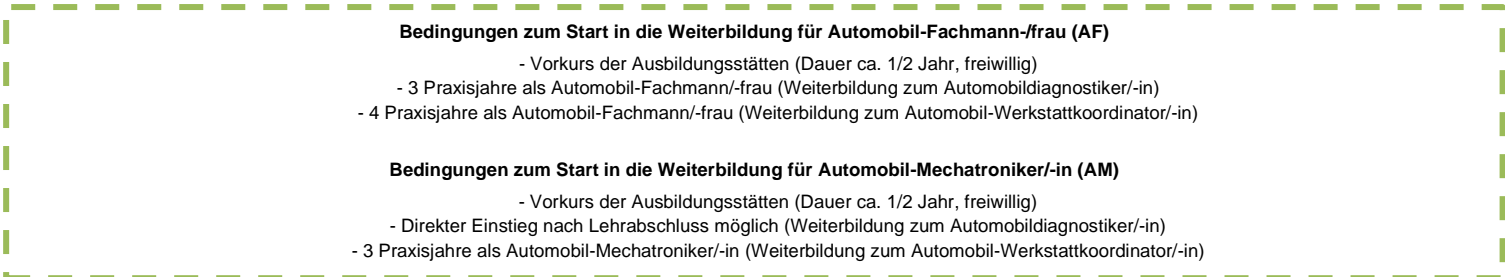 Bedingungen zum Start in die Weiterbildung für Automobil-Fachmann-/frau (AF)
- Vorkurs der Ausbildungsstätten (Dauer ca. 1/2 Jahr, freiwillig)
- 3 Praxisjahre als Automobil-Fachmann/-frau (Weiterbildung zum Automobildiagnostiker/-in)
- 4 Praxisjahre als Automobil-Fachmann/-frau (Weiterbildung zum Automobil-Werkstattkoordinator/-in)
Bedingungen zum Start in die Weiterbildung für Automobil-Mechatroniker/-in (AM)
- Vorkurs der Ausbildungsstätten (Dauer ca. 1/2 Jahr, freiwillig)
- Direkter Einstieg nach Lehrabschluss möglich (Weiterbildung zum Automobildiagnostiker/-in)
- 3 Praxisjahre als Automobil-Mechatroniker/-in (Weiterbildung zum Automobil-Werkstattkoordinator/-in)